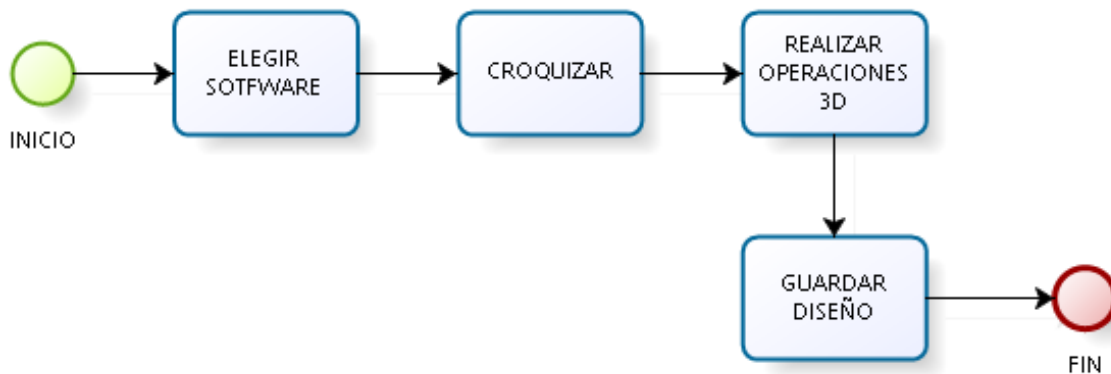 INICIO
ELEGIR
SOTFWARE
CROQUIZAR
REALIZAR
OPERACIONES
3D
GUARDAR
DISEÑO
FIN